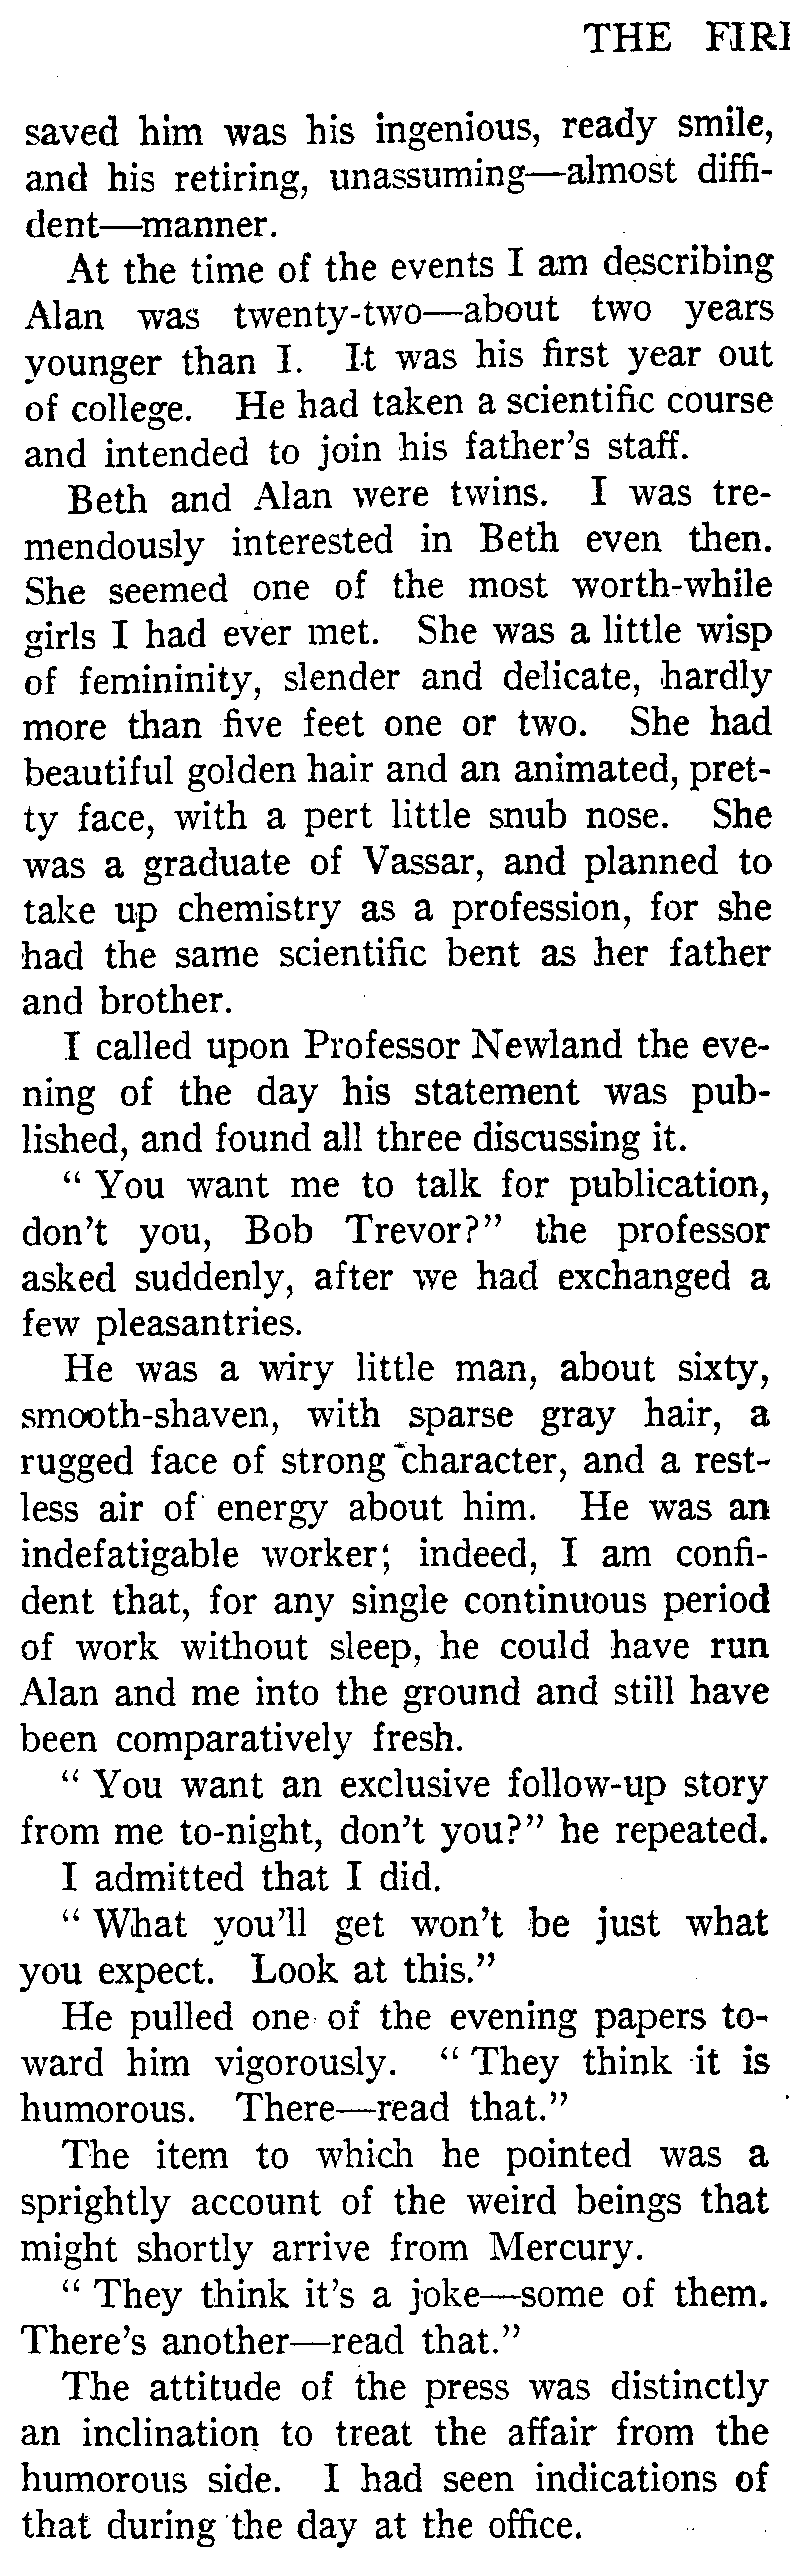 THE FIRE
saved him was his ingenious, ready smile,
and his retiring, unassuming—almost diffi-
dent—manner.
At the time of the events I am describing
Alan was twenty-two—about two years
younger than I. It was his first year out
of college. He had taken a scientific course
and intended to join his father's staff.
Beth and Alan were twins. I was tre-
mendously interested in Beth even then.
She seemed one of the most worth-while
girls I had ever met. She was a little wisp
of femininity, slender and delicate, hardly
more than five feet one or two. She had
beautiful golden hair and an animated, pret-
ty face, with a pert little snub nose. She
was a graduate of Vassar, and planned to
take up chemistry as a profession, for she
had the same scientific bent as her father
and brother.
I called upon Professor Newland the eve-
ning of the day his statement was pub-
lished, and found all three discussing it.
" You want me to talk for publication,
don't you, Bob Trevor?" the professor
asked suddenly, after we had exchanged a
few pleasantries.
He was a wiry little man, about sixty,
smooth-shaven, with sparse gray hair, a
rugged face of strong character, and a rest-
less air of energy about him. He was an
indefatigable worker; indeed, I am confi-
dent that, for any single continuous period
of work without sleep, he could have run
Alan and me into the ground and still have
been comparatively fresh.
" You want an exclusive follow-up story
from me to-night, don't you?" he repeated.
I admitted that I did.
" What you'll get won't be just what
you expect. Look at this."
He pulled one of the evening papers to-
ward him vigorously. " They think it is
humorous. There—read that."
The item to which he pointed was a
sprightly account of the weird beings that
might shortly arrive from Mercury.
" They think it's a joke—some of them.
There's another—read that."
The attitude of the press was distinctly
an inclination to treat the affair from the
humorous side. I had seen indications of
that during the day at the office.